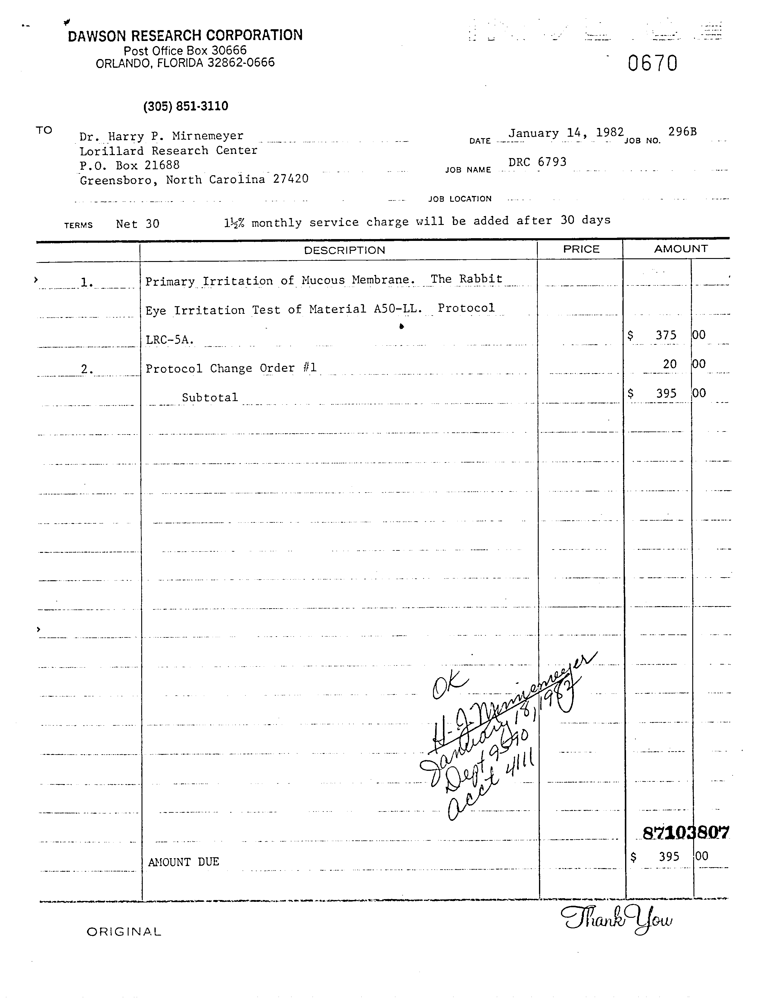 DAWSON RESEARCH CORPORATION
Post Office Box 30666
ORLANDO, FLORIDA 32862-0666
0670
(305) 851-3110
TO
Dr. Harry P. Mirnemeyer
Lorillard Research Center
P.O. Box 21688
Greensboro, North Carolina 27420
DATE January 14, 1982 JOB NO. 296B
JOB NAME DRC 6793
JOB LOCATION
TERMS Net 30 1½% monthly service charge will be added after 30 days
DESCRIPTION PRICE AMOUNT
1. Primary Irritation of Mucous Membrane. The Rabbit
Eye Irritation Test of Material A50-LL. Protocol
LRC-5A. $ 375 00
2. Protocol Change Order #1 20 00
Subtotal $ 395 00
OK
H. J. Minnemeyer
January 18, 1982
Dept 9590
Acct 4111
87103807
AMOUNT DUE $ 395 00
ORIGINAL
Thank You